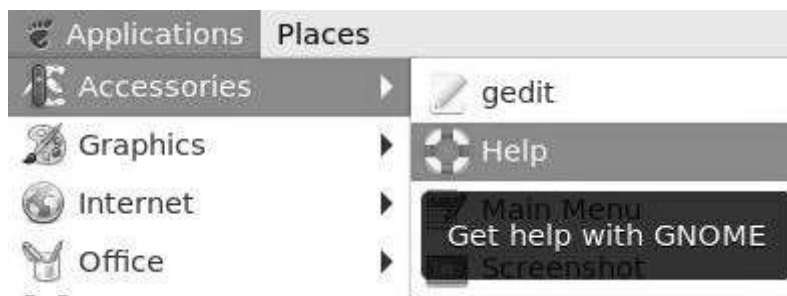 Applications Places
Accessories
gedit
Graphics
Help
Internet
Main Menu
Get help with GNOME
Office
Screenshot